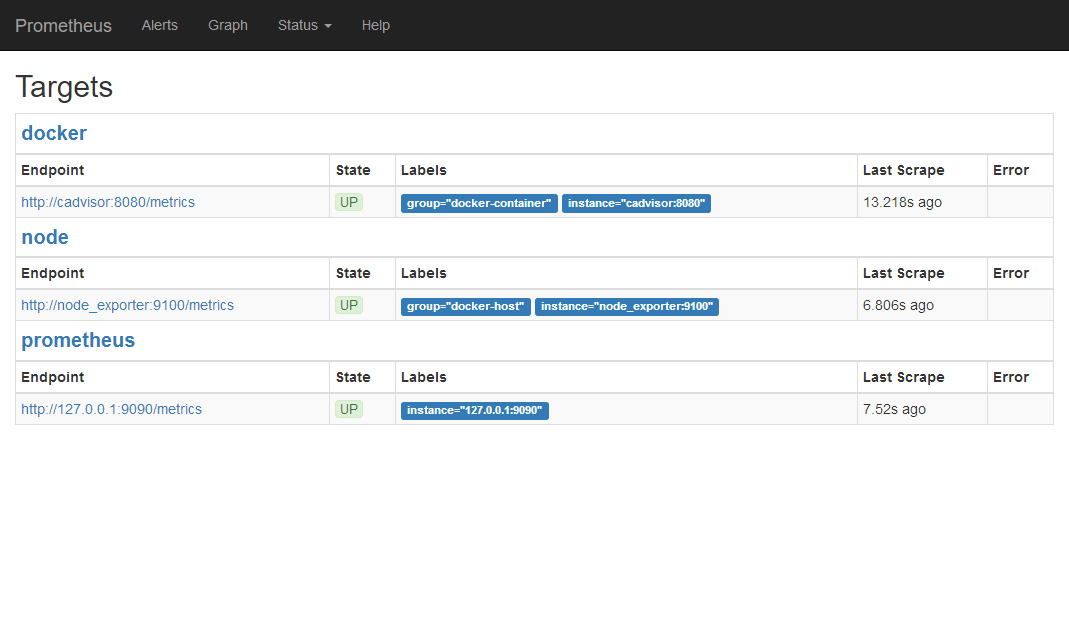 Prometheus Alerts Graph Status Help
Targets
docker
Endpoint State Labels Last Scrape Error
http://cadvisor:8080/metrics UP group="docker-container" instance="cadvisor:8080" 13.218s ago
node
Endpoint State Labels Last Scrape Error
http://node_exporter:9100/metrics UP group="docker-host" instance="node_exporter:9100" 6.806s ago
prometheus
Endpoint State Labels Last Scrape Error
http://127.0.0.1:9090/metrics UP instance="127.0.0.1:9090" 7.52s ago